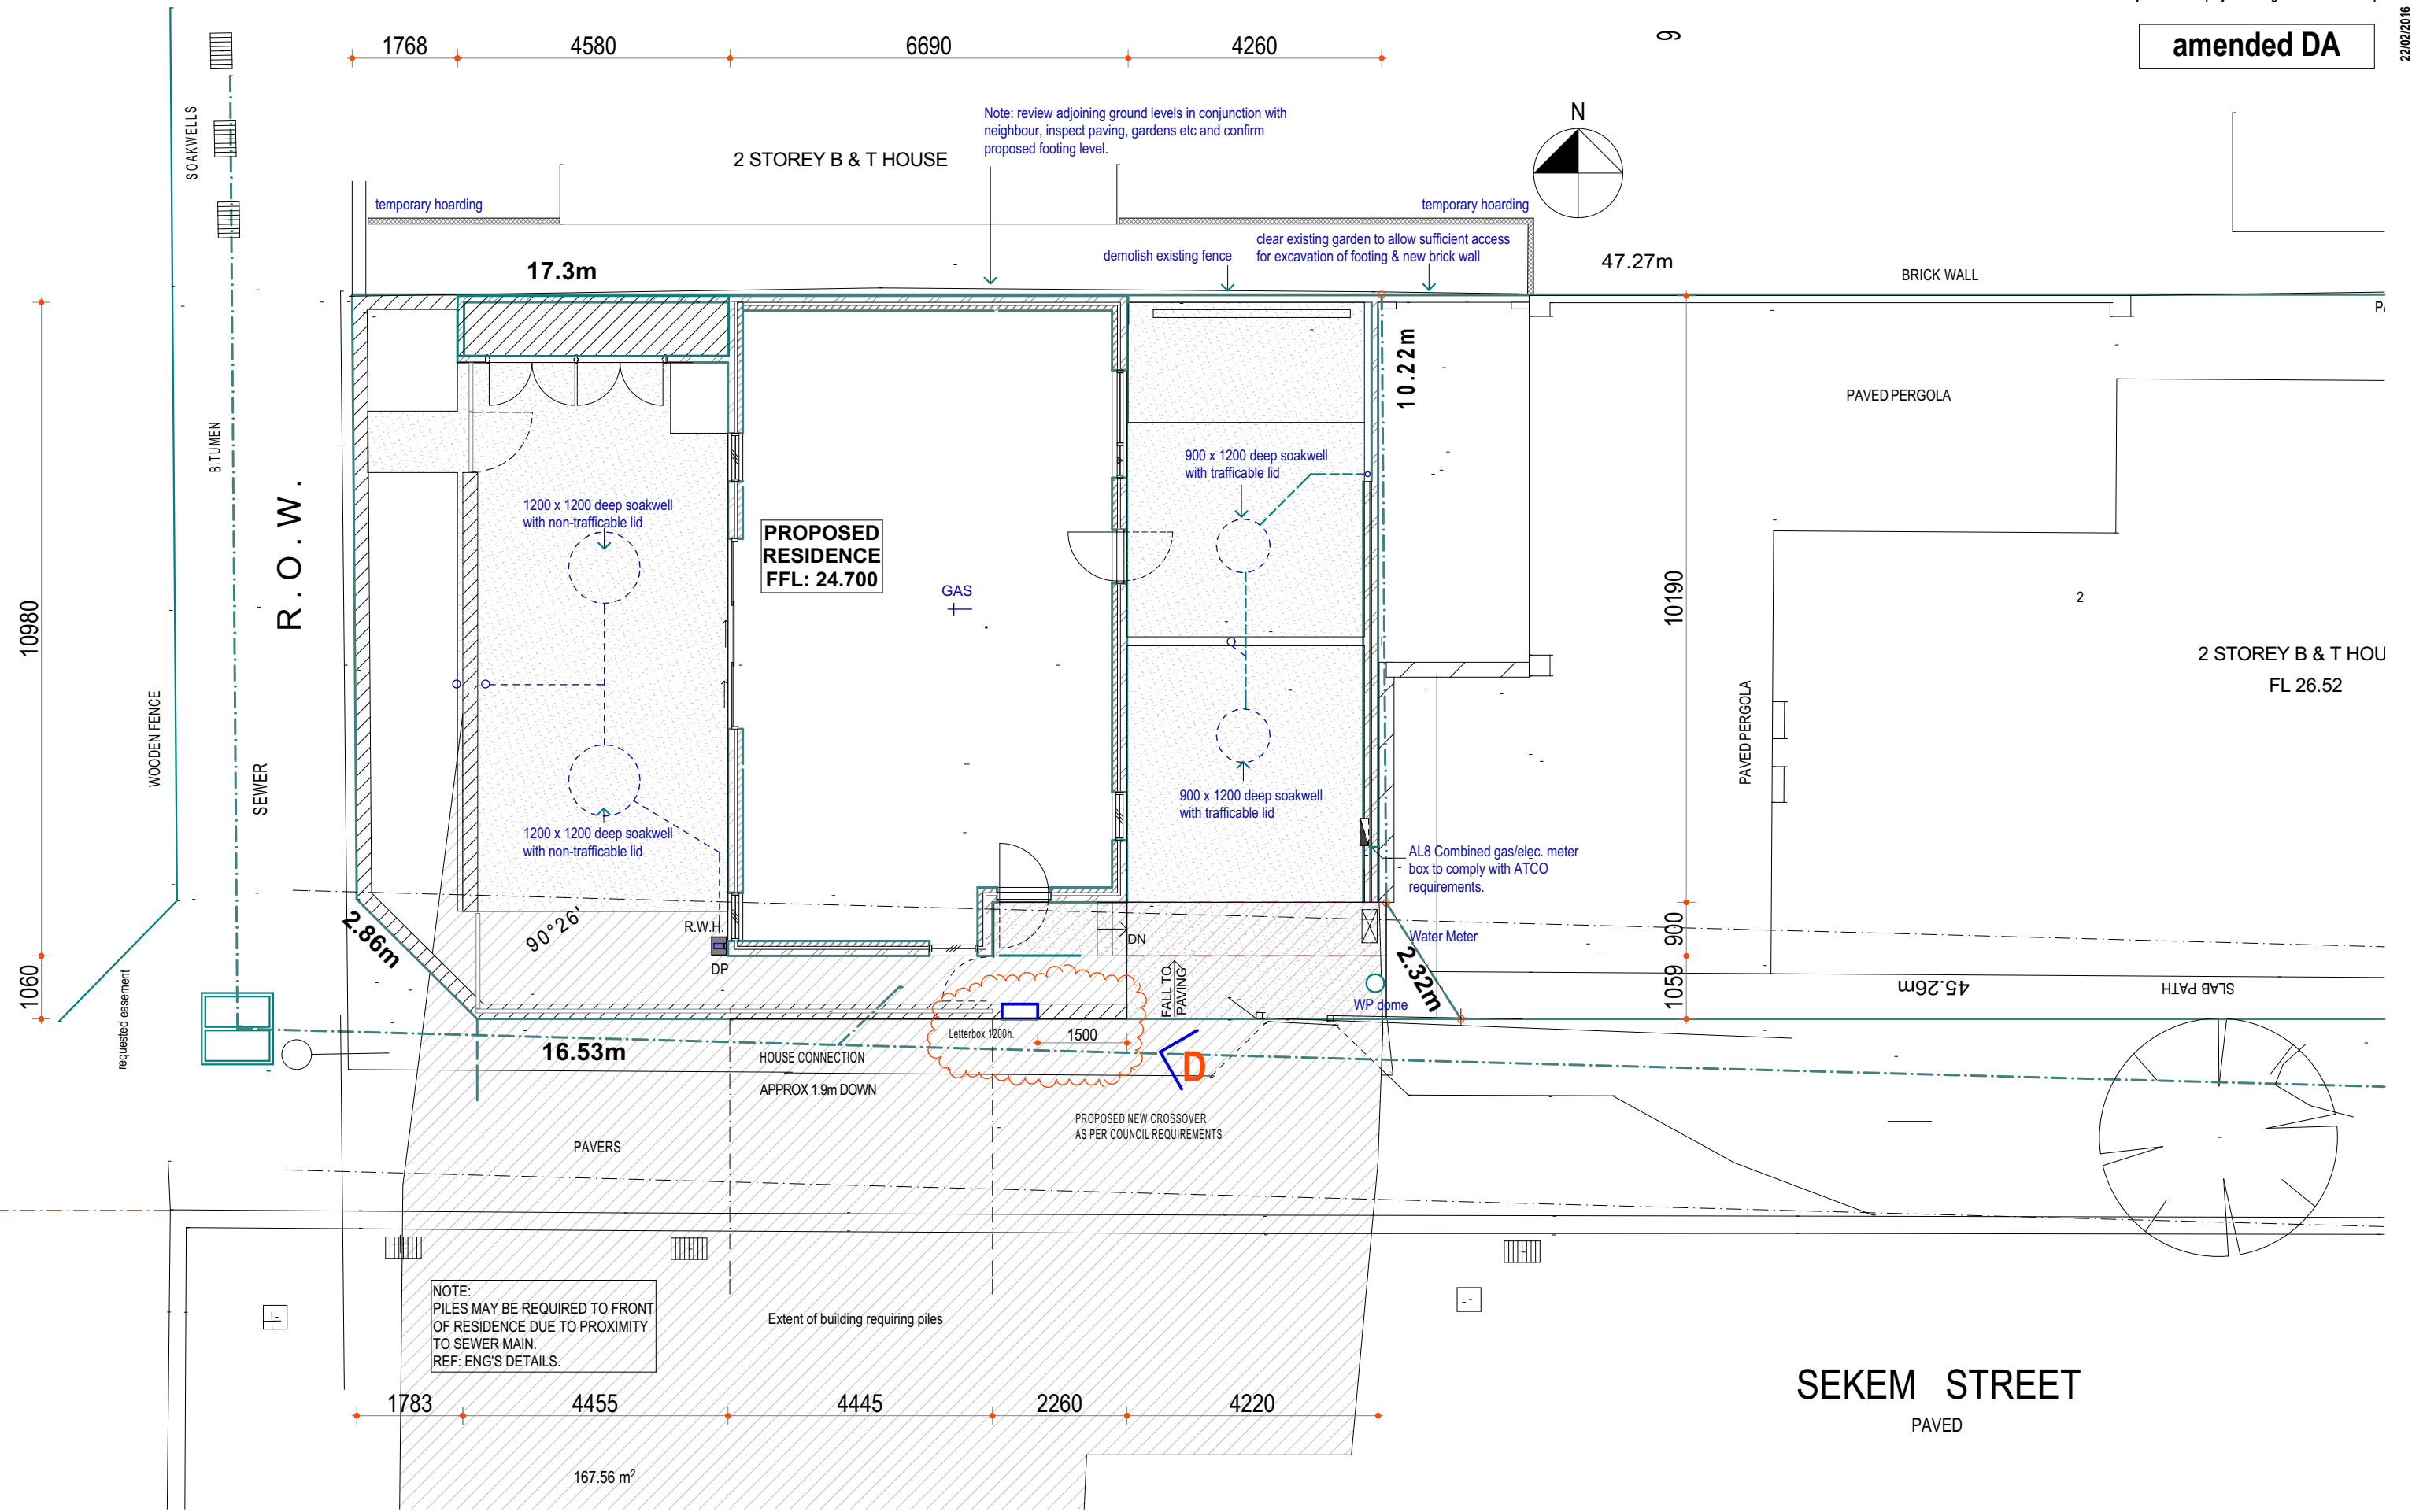 amended DA
22/02/2016
1768
4580
6690
4260
6
N
SOAKWELLS
Note: review adjoining ground levels in conjunction with
neighbour, inspect paving, gardens etc and confirm
proposed footing level.
2 STOREY B & T HOUSE
temporary hoarding
temporary hoarding
demolish existing fence
clear existing garden to allow sufficient access
for excavation of footing & new brick wall
17.3m
47.27m
BRICK WALL
10.22m
PAVED PERGOLA
BITUMEN
R.O.W.
900 x 1200 deep soakwell
with trafficable lid
1200 x 1200 deep soakwell
with non-trafficable lid
PROPOSED
RESIDENCE
FFL: 24.700
GAS
10980
10190
2
2 STOREY B & T HOU
FL 26.52
WOODEN FENCE
SEWER
PAVED PERGOLA
900 x 1200 deep soakwell
with trafficable lid
1200 x 1200 deep soakwell
with non-trafficable lid
AL8 Combined gas/elec. meter
box to comply with ATCO
requirements.
2.86m
90°26'
R.W.H.
DP
DN
Water Meter
900
1060
requested easement
FALL TO
PAVING
2.32m
WP dome
1059
45.26m
SLAB PATH
16.53m
HOUSE CONNECTION
APPROX 1.9m DOWN
Letterbox 1200h.
1500
D
PROPOSED NEW CROSSOVER
AS PER COUNCIL REQUIREMENTS
PAVERS
NOTE:
PILES MAY BE REQUIRED TO FRONT
OF RESIDENCE DUE TO PROXIMITY
TO SEWER MAIN.
REF: ENG'S DETAILS.
Extent of building requiring piles
SEKEM STREET
PAVED
1783
4455
4445
2260
4220
167.56 m²